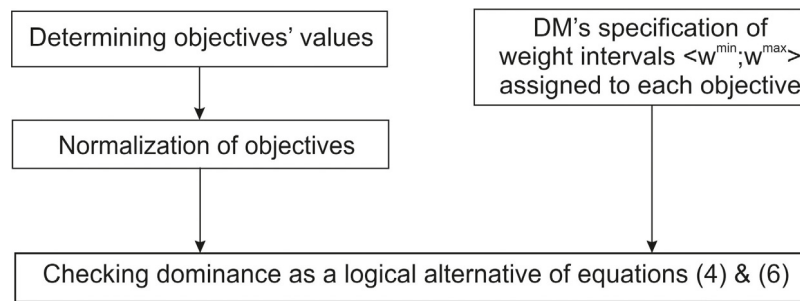 Determining objectives' values
DM's specification of
weight intervals <w^min;w^max>
assigned to each objective
Normalization of objectives
Checking dominance as a logical alternative of equations (4) & (6)